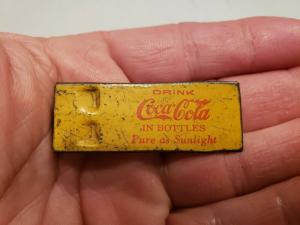 DRINK
Coca-Cola
IN BOTTLES
Pure as Sunlight